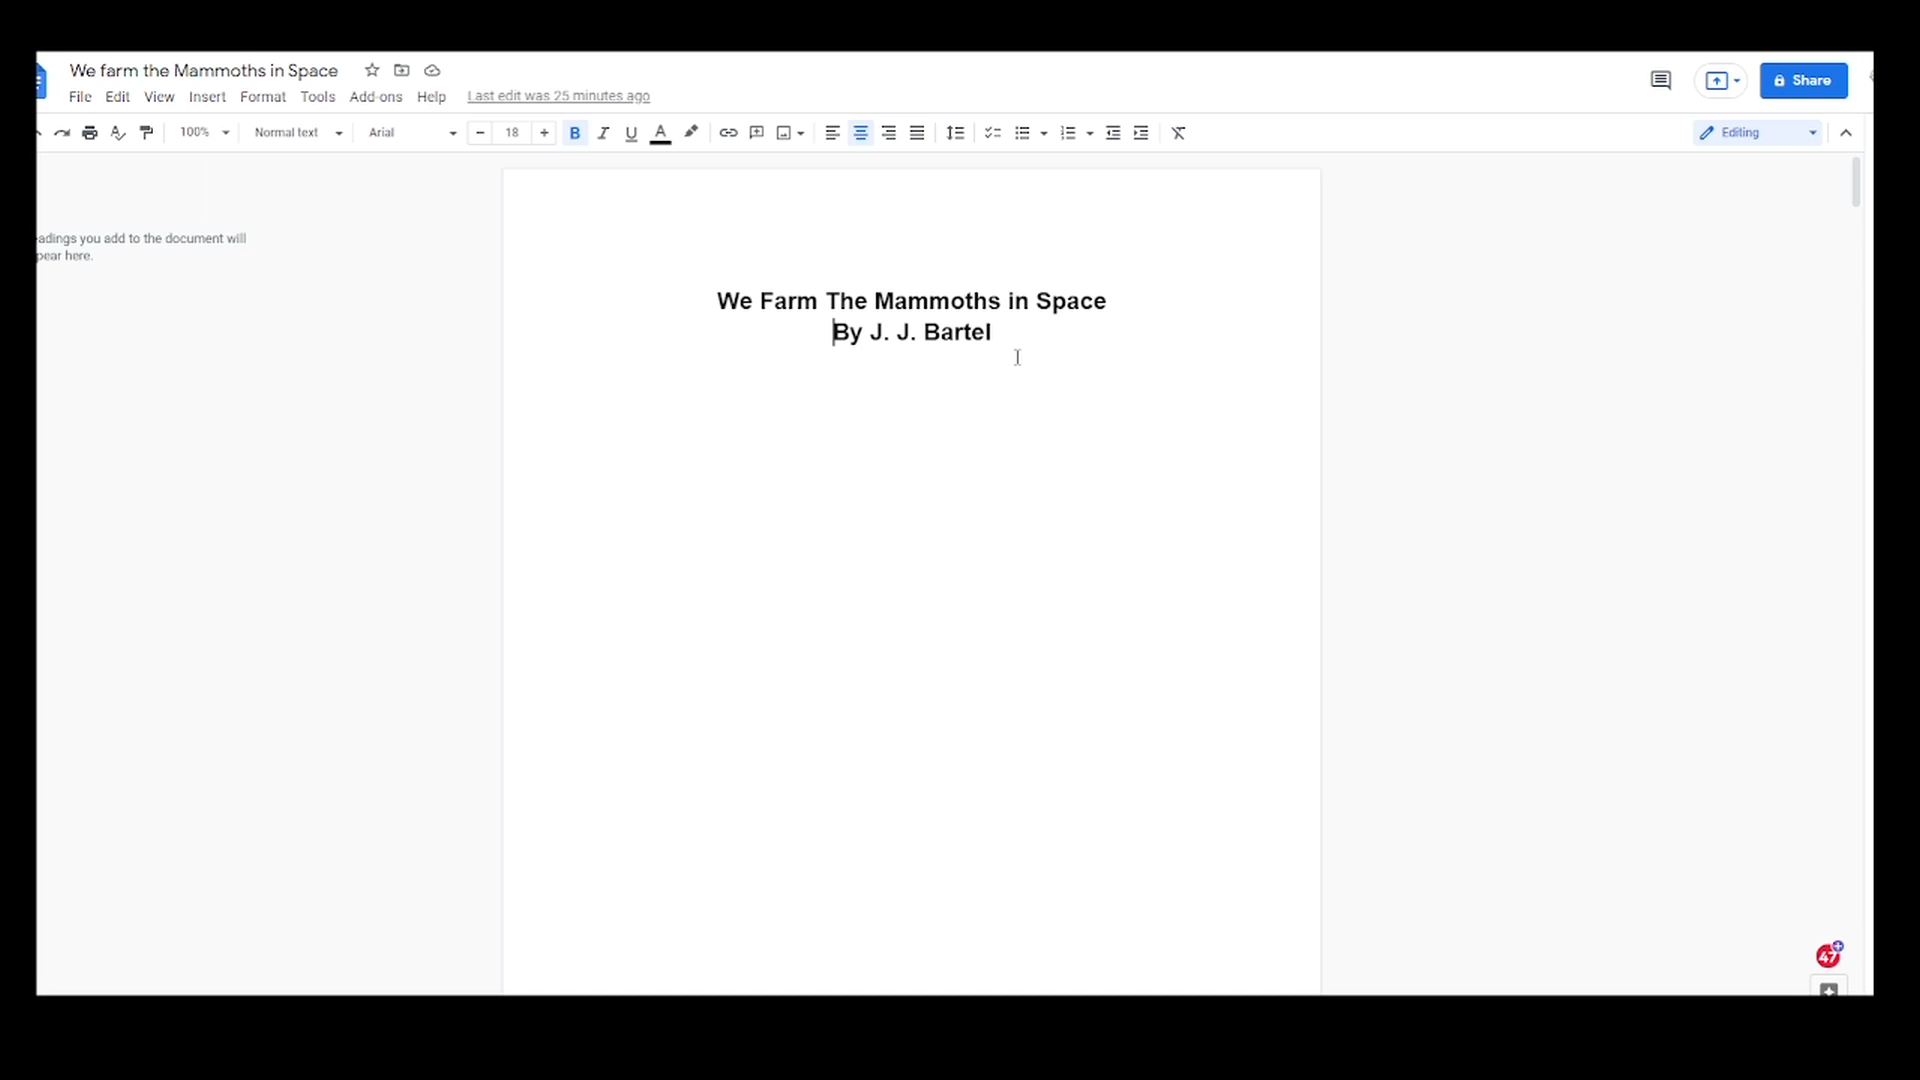 We farm the Mammoths in Space
File Edit View Insert Format Tools Add-ons Help Last edit was 25 minutes ago
Share
100% Normal text Arial 18 B I U A Editing
eadings you add to the document will
pear here.
We Farm The Mammoths in Space
By J. J. Bartel
47